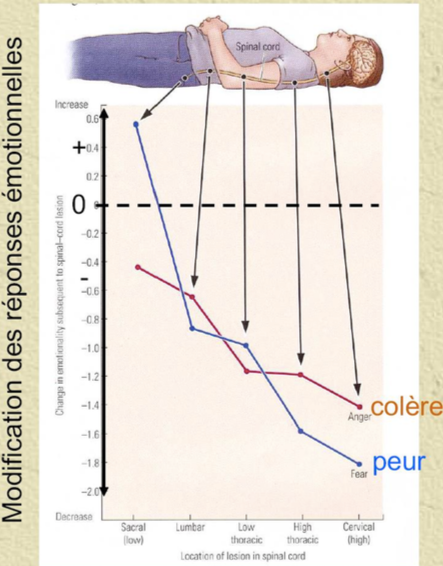 Modification des réponses émotionnelles
Spinal cord
Increase
0.6
+
0.4
0.2
0
0
-0.2
-
-0.4
-0.6
-0.8
-1.0
-1.2
-1.4
-1.6
-1.8
-2.0
Decrease
Change in emotionality subsequent to spinal-cord lesion
Anger
colère
Fear
peur
Sacral
(low)
Lumbar
Low
thoracic
High
thoracic
Cervical
(high)
Location of lesion in spinal cord